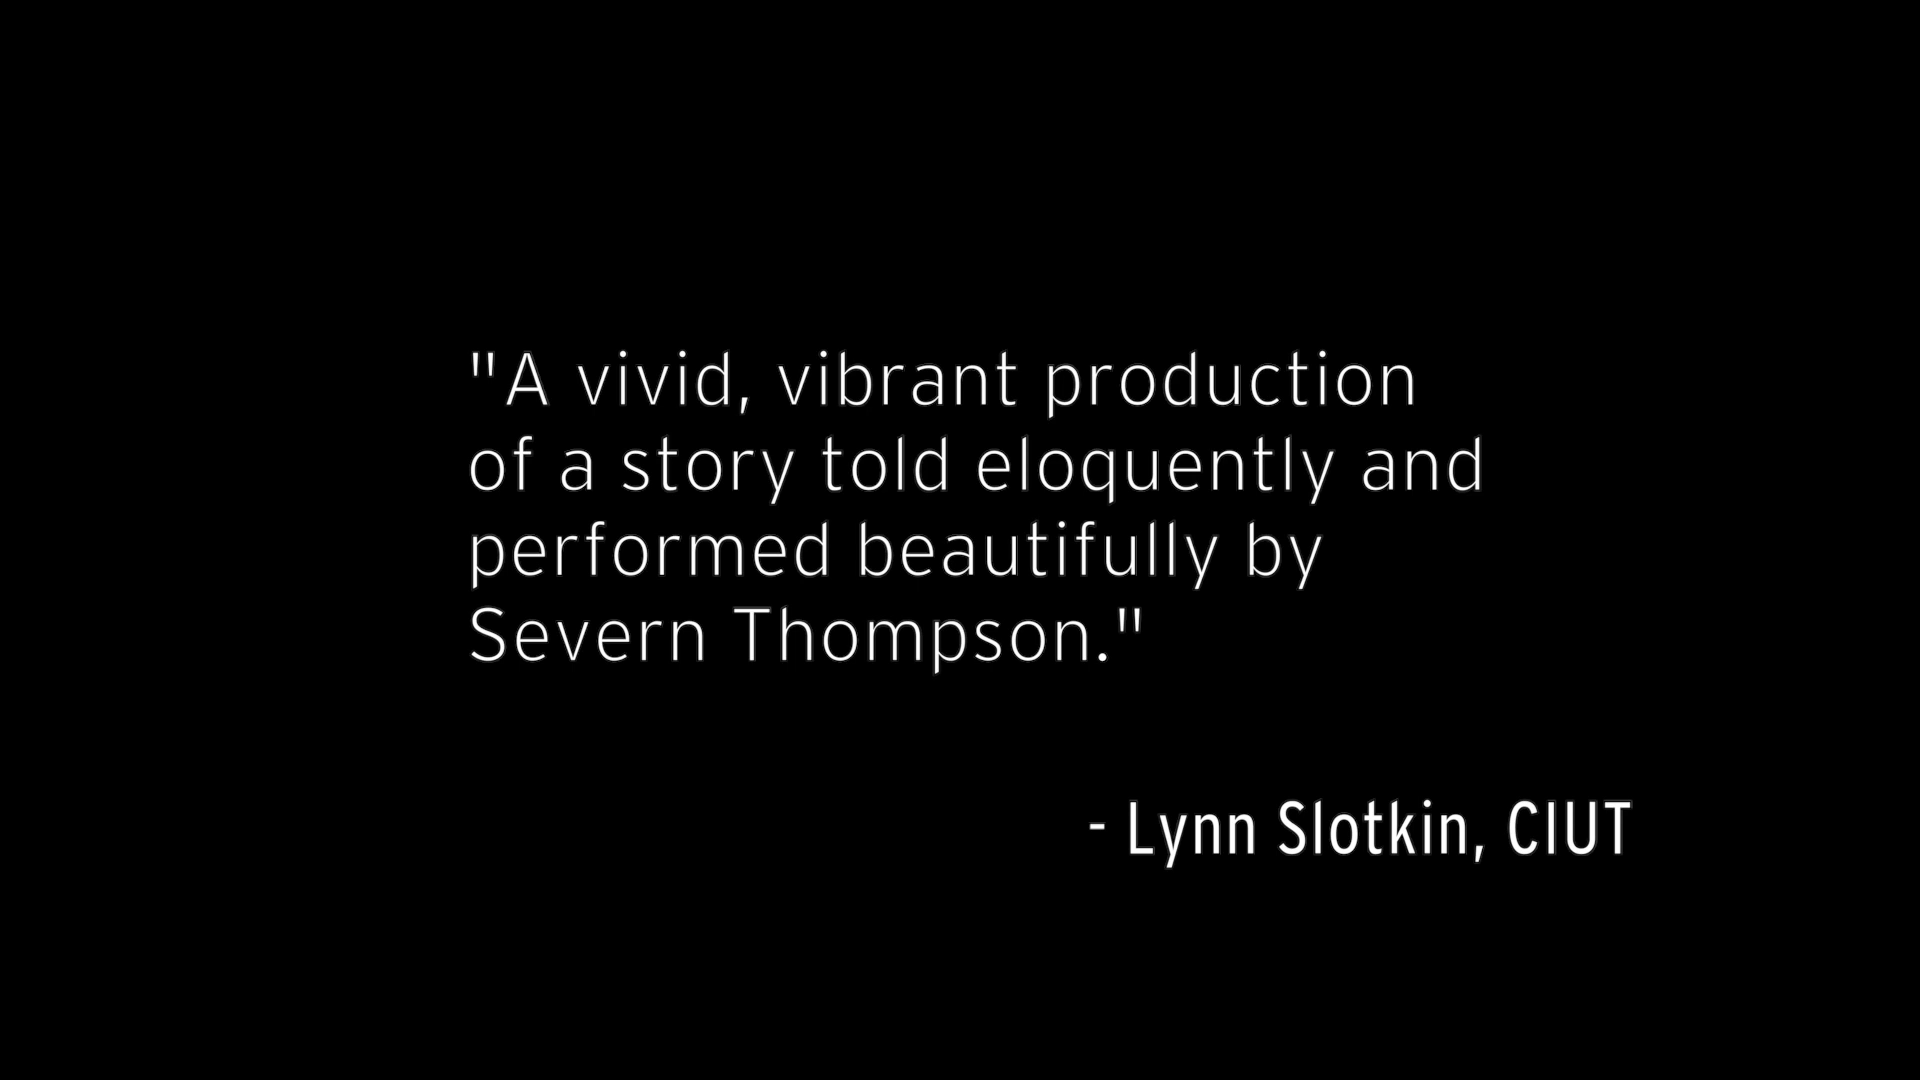 "A vivid, vibrant production
of a story told eloquently and
performed beautifully by
Severn Thompson."
- Lynn Slotkin, CIUT